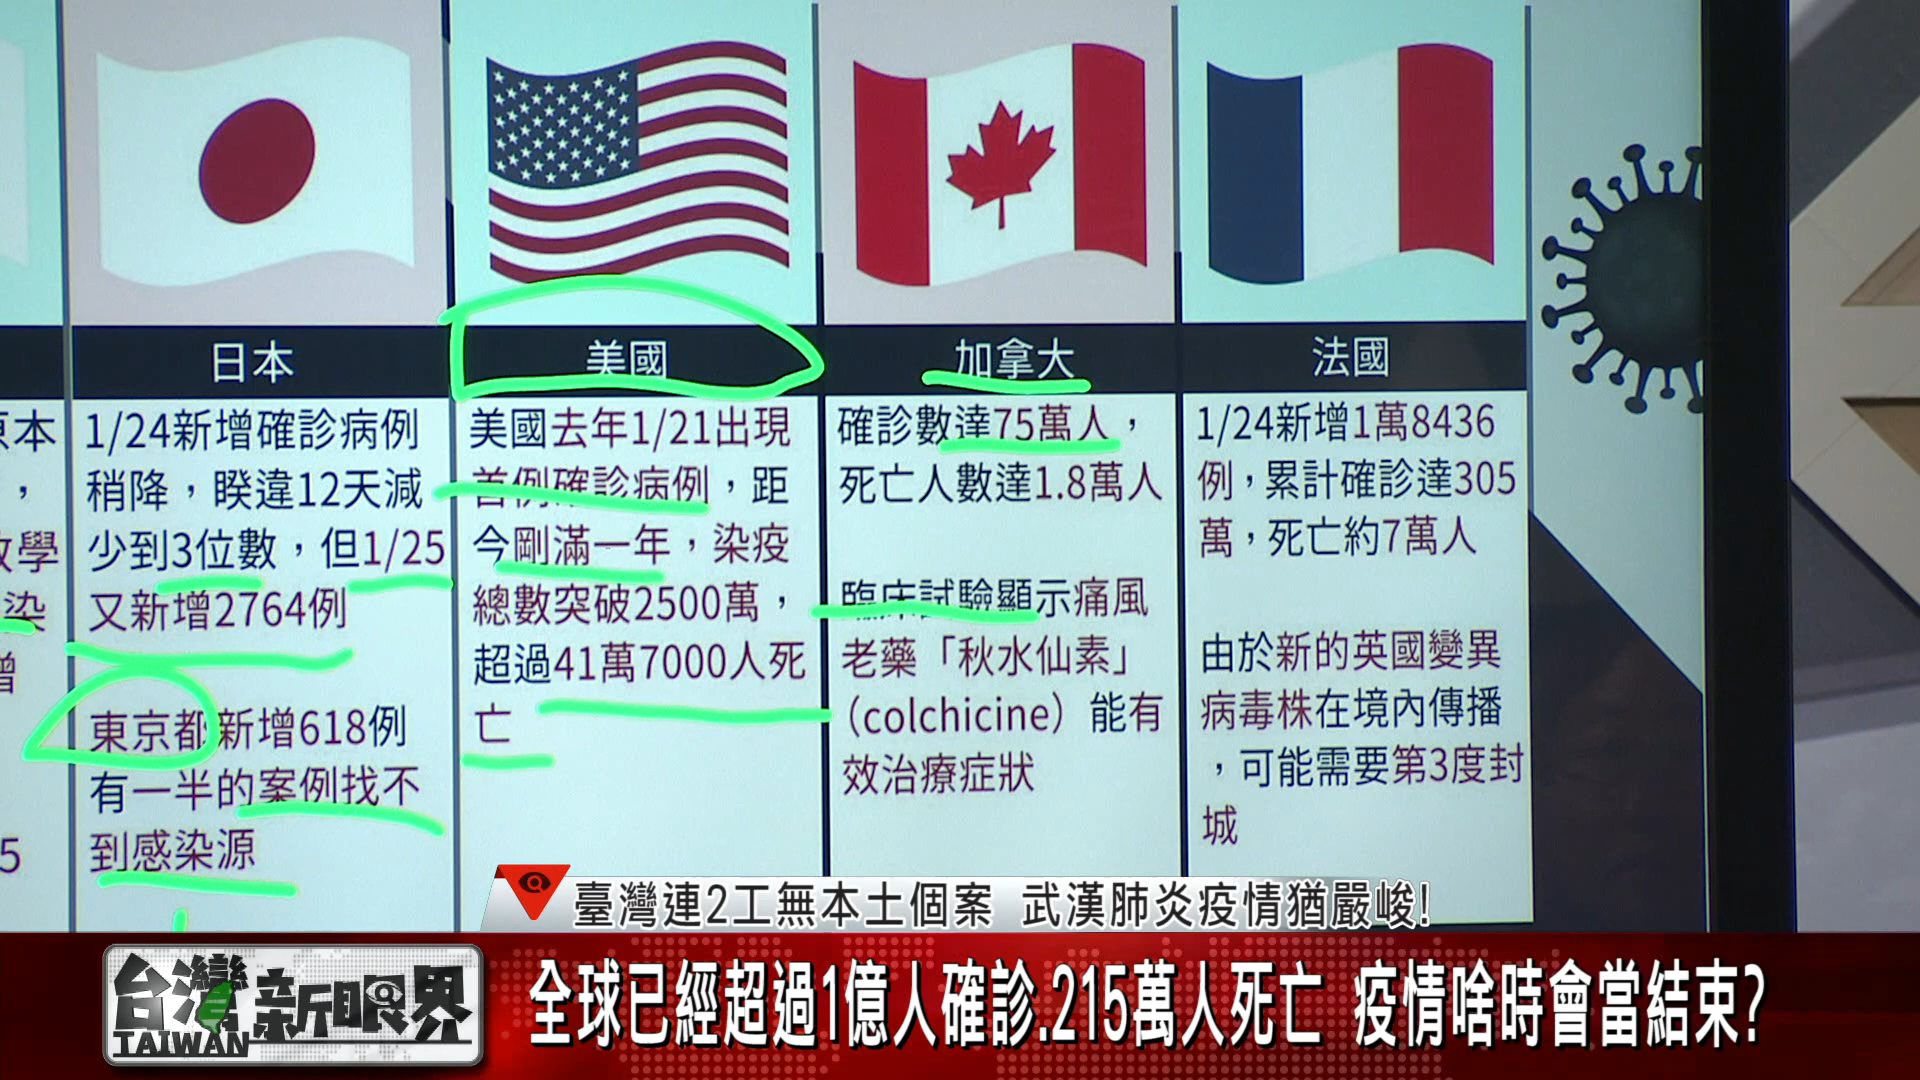 日本
1/24新增確診病例
稍降，睽違12天減
少到3位數，但1/25
又新增2764例
東京都新增618例
有一半的案例找不
到感染源
美國
美國去年1/21出現
首例確診病例，距
今剛滿一年，染疫
總數突破2500萬，
超過41萬7000人死
亡
加拿大
確診數達75萬人，
死亡人數達1.8萬人
臨床試驗顯示痛風
老藥「秋水仙素」
（colchicine）能有
效治療症狀
法國
1/24新增1萬8436
例，累計確診達305
萬，死亡約7萬人
由於新的英國變異
病毒株在境內傳播
，可能需要第3度封
城
臺灣連2工無本土個案 武漢肺炎疫情猶嚴峻!
台灣新眼界
TAIWAN
全球已經超過1億人確診.215萬人死亡 疫情啥時會當結束?